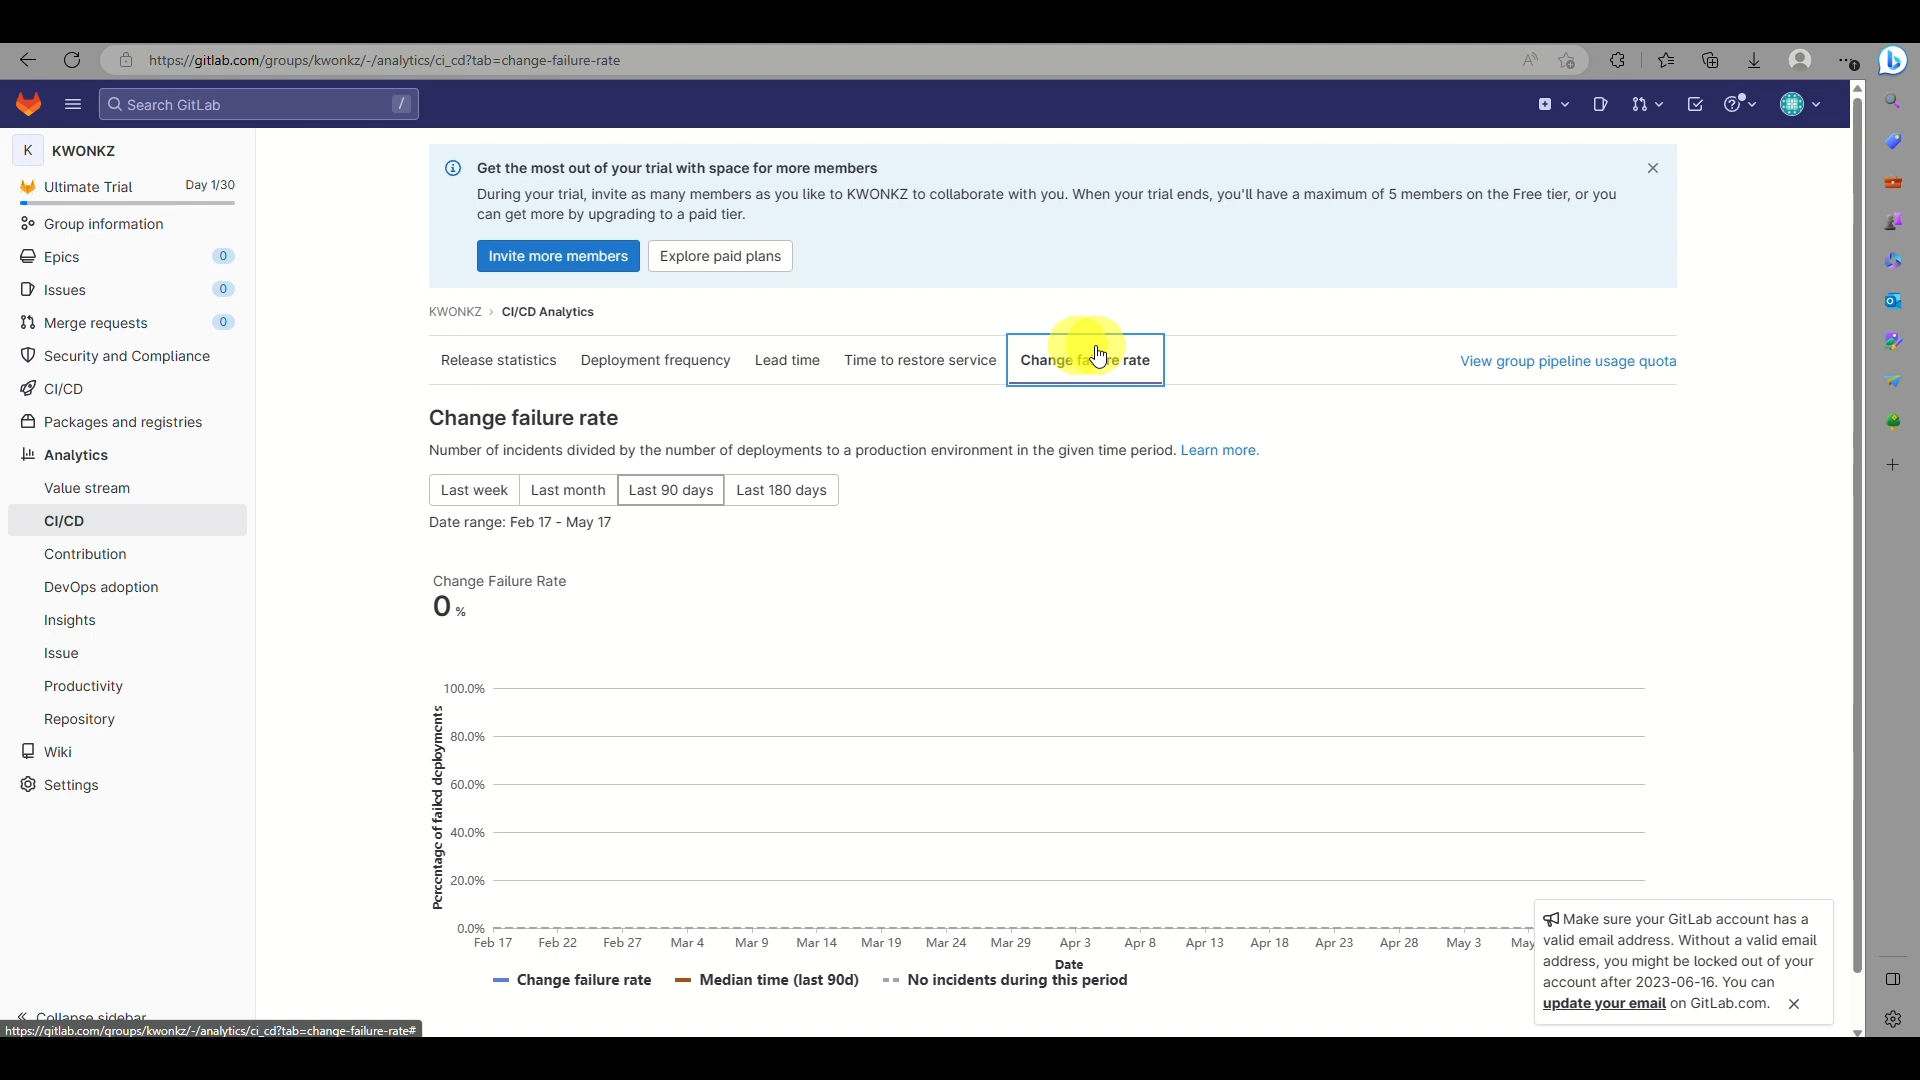 https://gitlab.com/groups/kwonkz/-/analytics/ci_cd?tab=change-failure-rate
Search GitLab /
K KWONKZ
Ultimate Trial Day 1/30
Group information
Epics 0
Issues 0
Merge requests 0
Security and Compliance
CI/CD
Packages and registries
Analytics
Value stream
CI/CD
Contribution
DevOps adoption
Insights
Issue
Productivity
Repository
Wiki
Settings
Collapse sidebar
https://gitlab.com/groups/kwonkz/-/analytics/ci_cd?tab=change-failure-rate#
Get the most out of your trial with space for more members
During your trial, invite as many members as you like to KWONKZ to collaborate with you. When your trial ends, you'll have a maximum of 5 members on the Free tier, or you
can get more by upgrading to a paid tier.
Invite more members Explore paid plans
KWONKZ › CI/CD Analytics
Release statistics Deployment frequency Lead time Time to restore service Change failure rate View group pipeline usage quota
Change failure rate
Number of incidents divided by the number of deployments to a production environment in the given time period. Learn more.
Last week Last month Last 90 days Last 180 days
Date range: Feb 17 - May 17
Change Failure Rate
0 %
Percentage of failed deployments
100.0%
80.0%
60.0%
40.0%
20.0%
0.0%
Feb 17 Feb 22 Feb 27 Mar 4 Mar 9 Mar 14 Mar 19 Mar 24 Mar 29 Apr 3 Apr 8 Apr 13 Apr 18 Apr 23 Apr 28 May 3 May
Date
Change failure rate Median time (last 90d) No incidents during this period
Make sure your GitLab account has a
valid email address. Without a valid email
address, you might be locked out of your
account after 2023-06-16. You can
update your email on GitLab.com.